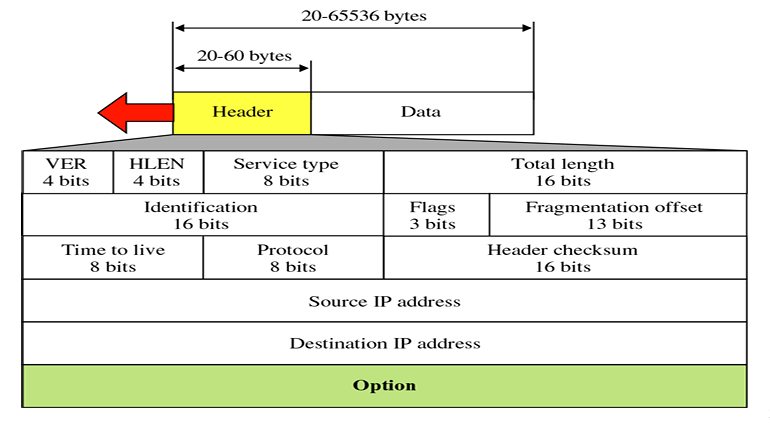 20-65536 bytes
20-60 bytes
Header
Data
VER
4 bits
HLEN
4 bits
Service type
8 bits
Total length
16 bits
Identification
16 bits
Flags
3 bits
Fragmentation offset
13 bits
Time to live
8 bits
Protocol
8 bits
Header checksum
16 bits
Source IP address
Destination IP address
Option